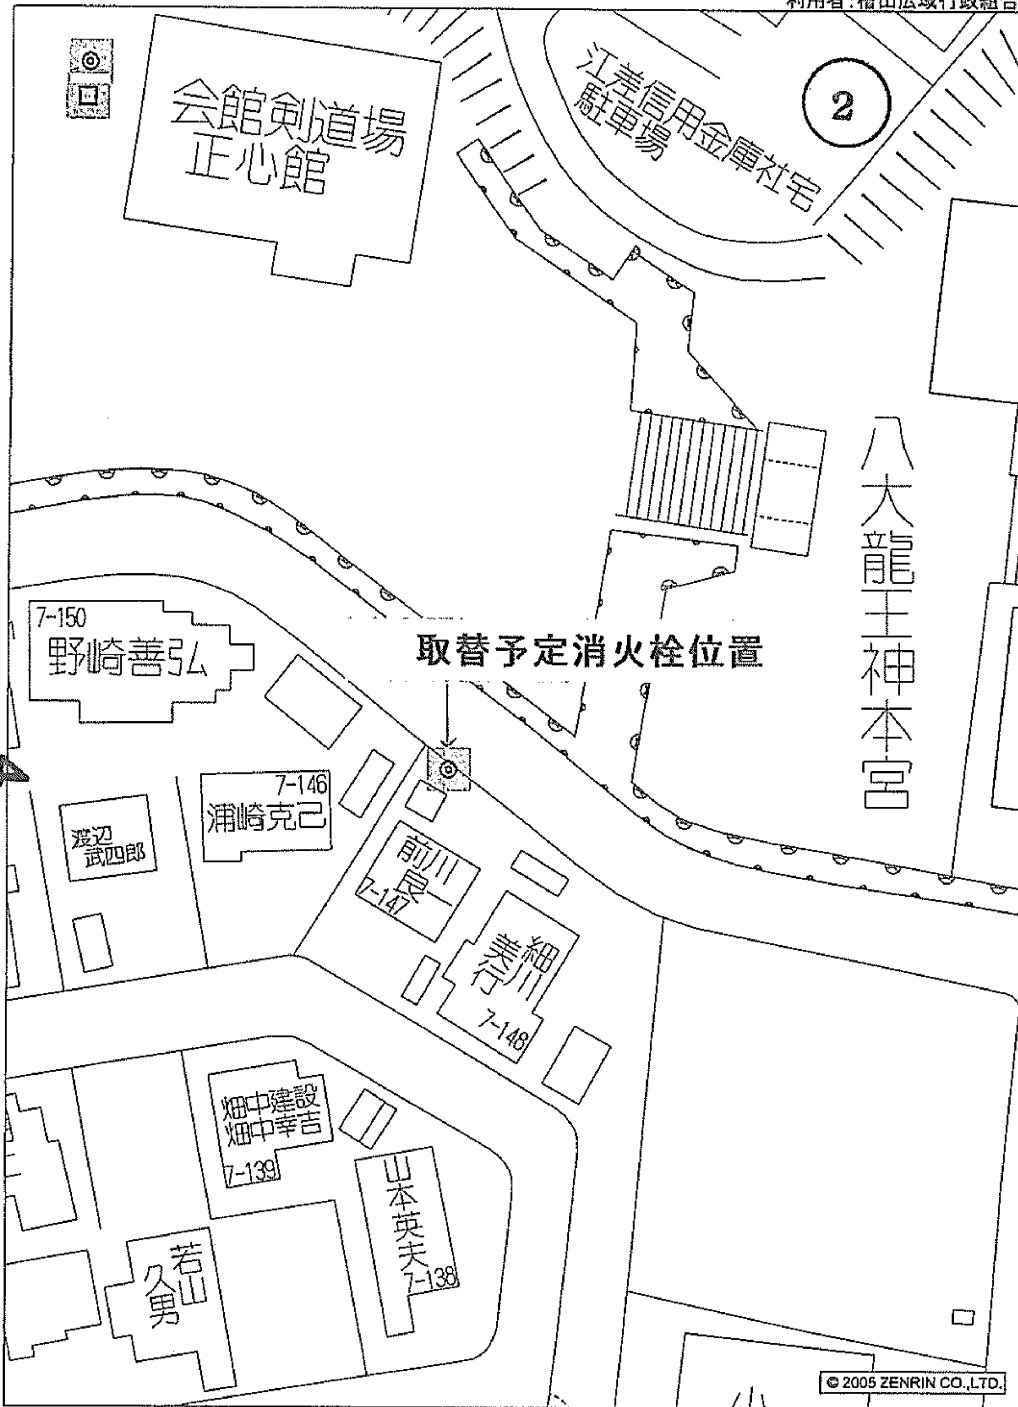 利用者:檜山広域行政組合
会館剣道場
正心館
江差信用金庫社宅
駐車場
2
八大龍王神本宮
7-150
野崎善弘
取替予定消火栓位置
7-146
浦崎克己
渡辺
武四郎
前川
良一
7-147
細川
美行
7-148
畑中建設
畑中幸吉
7-139
山本英夫
7-138
若山
久男
© 2005 ZENRIN CO.,LTD.